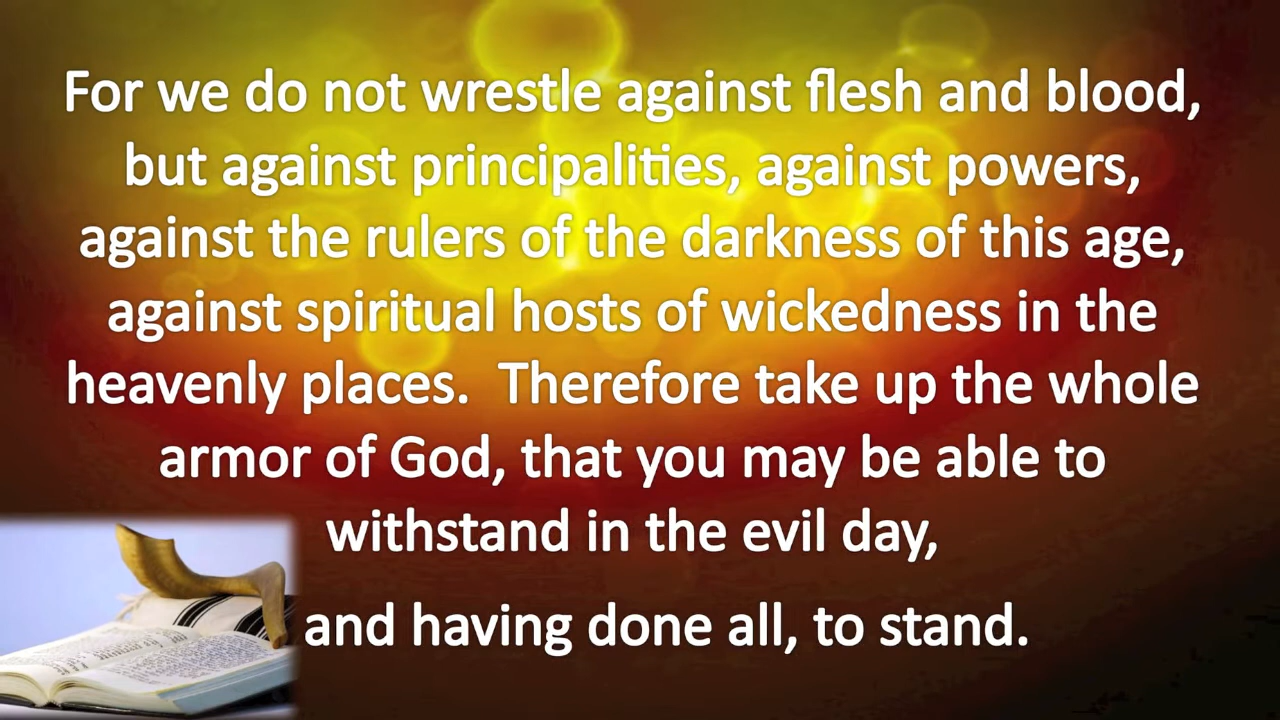 For we do not wrestle against flesh and blood,
but against principalities, against powers,
against the rulers of the darkness of this age,
against spiritual hosts of wickedness in the
heavenly places.  Therefore take up the whole
armor of God, that you may be able to
withstand in the evil day,
and having done all, to stand.